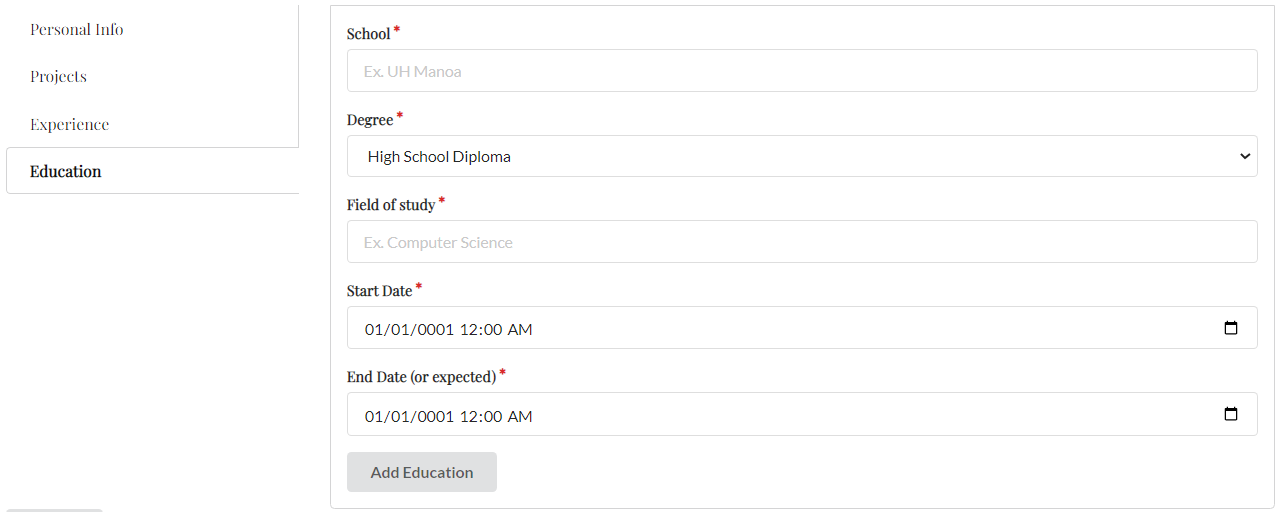 Personal Info
Projects
Experience
Education
School *
Ex. UH Manoa
Degree *
High School Diploma
Field of study *
Ex. Computer Science
Start Date *
01/01/0001 12:00 AM
End Date (or expected) *
01/01/0001 12:00 AM
Add Education